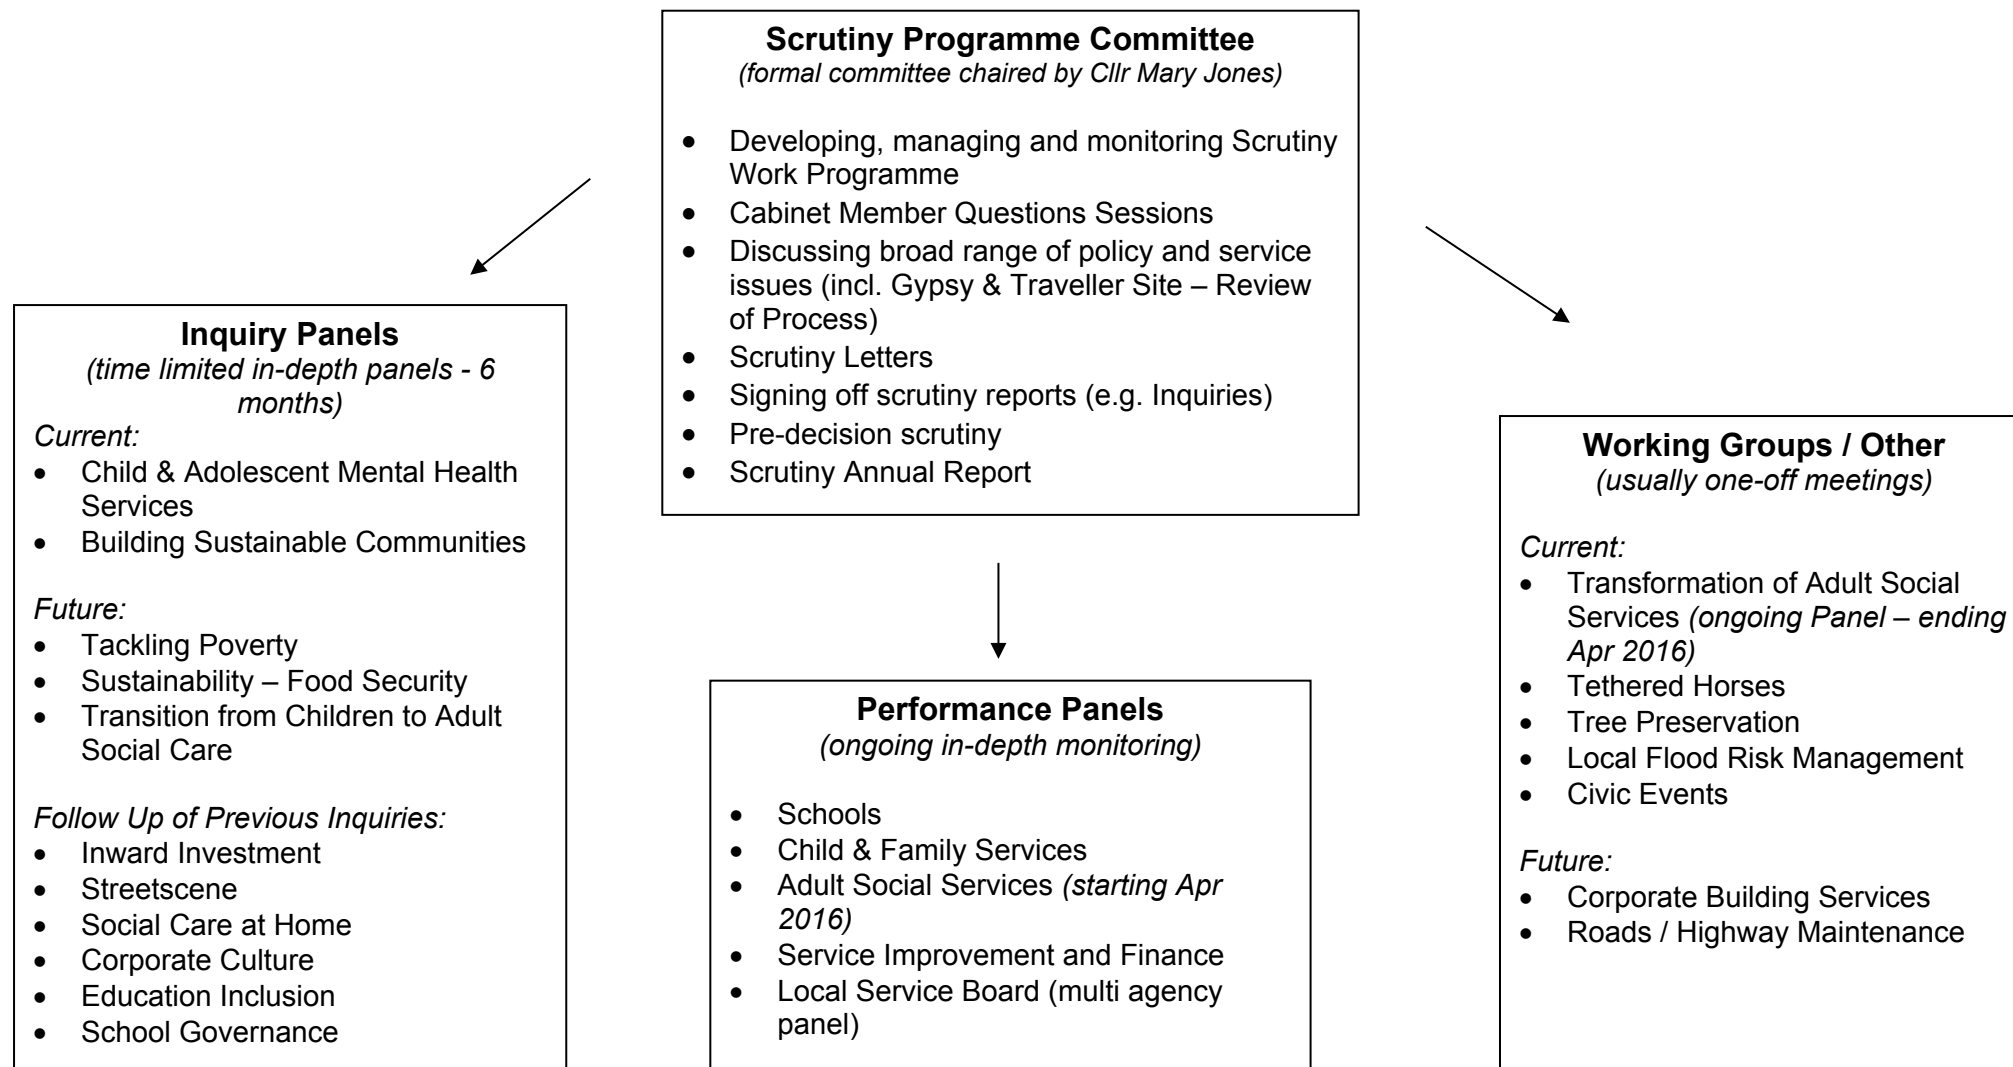 Scrutiny Programme Committee
(formal committee chaired by Cllr Mary Jones)
• Developing, managing and monitoring Scrutiny
Work Programme
• Cabinet Member Questions Sessions
• Discussing broad range of policy and service
issues (incl. Gypsy & Traveller Site – Review
of Process)
• Scrutiny Letters
• Signing off scrutiny reports (e.g. Inquiries)
• Pre-decision scrutiny
• Scrutiny Annual Report
Inquiry Panels
(time limited in-depth panels - 6
months)
Current:
• Child & Adolescent Mental Health
Services
• Building Sustainable Communities
Future:
• Tackling Poverty
• Sustainability – Food Security
• Transition from Children to Adult
Social Care
Follow Up of Previous Inquiries:
• Inward Investment
• Streetscene
• Social Care at Home
• Corporate Culture
• Education Inclusion
• School Governance
Performance Panels
(ongoing in-depth monitoring)
• Schools
• Child & Family Services
• Adult Social Services (starting Apr
2016)
• Service Improvement and Finance
• Local Service Board (multi agency
panel)
Working Groups / Other
(usually one-off meetings)
Current:
• Transformation of Adult Social
Services (ongoing Panel – ending
Apr 2016)
• Tethered Horses
• Tree Preservation
• Local Flood Risk Management
• Civic Events
Future:
• Corporate Building Services
• Roads / Highway Maintenance